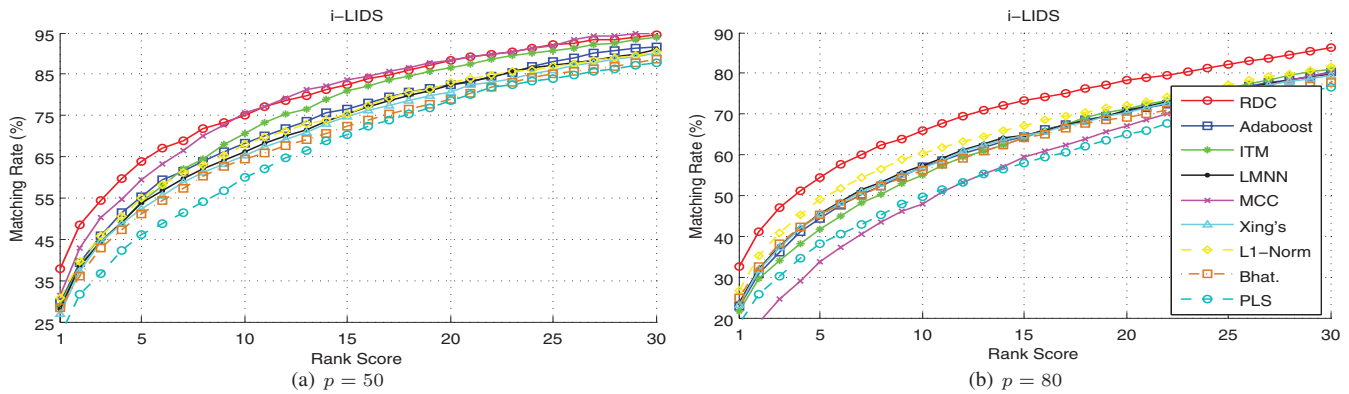 i-LIDS
Matching Rate (%)
95
85
75
65
55
45
35
25
1
5
10
15
20
25
30
Rank Score
(a) p = 50
i-LIDS
Matching Rate (%)
90
80
70
60
50
40
30
20
1
5
10
15
20
25
30
Rank Score
RDC
Adaboost
ITM
LMNN
MCC
Xing's
L1-Norm
Bhat.
PLS
(b) p = 80